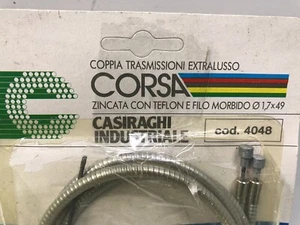 COPPIA TRASMISSIONI EXTRALUSSO
CORSA
ZINCATA CON TEFLON E FILO MORBIDO Ø 1,7×49
CASIRAGHI
INDUSTRIALE
cod. 4048